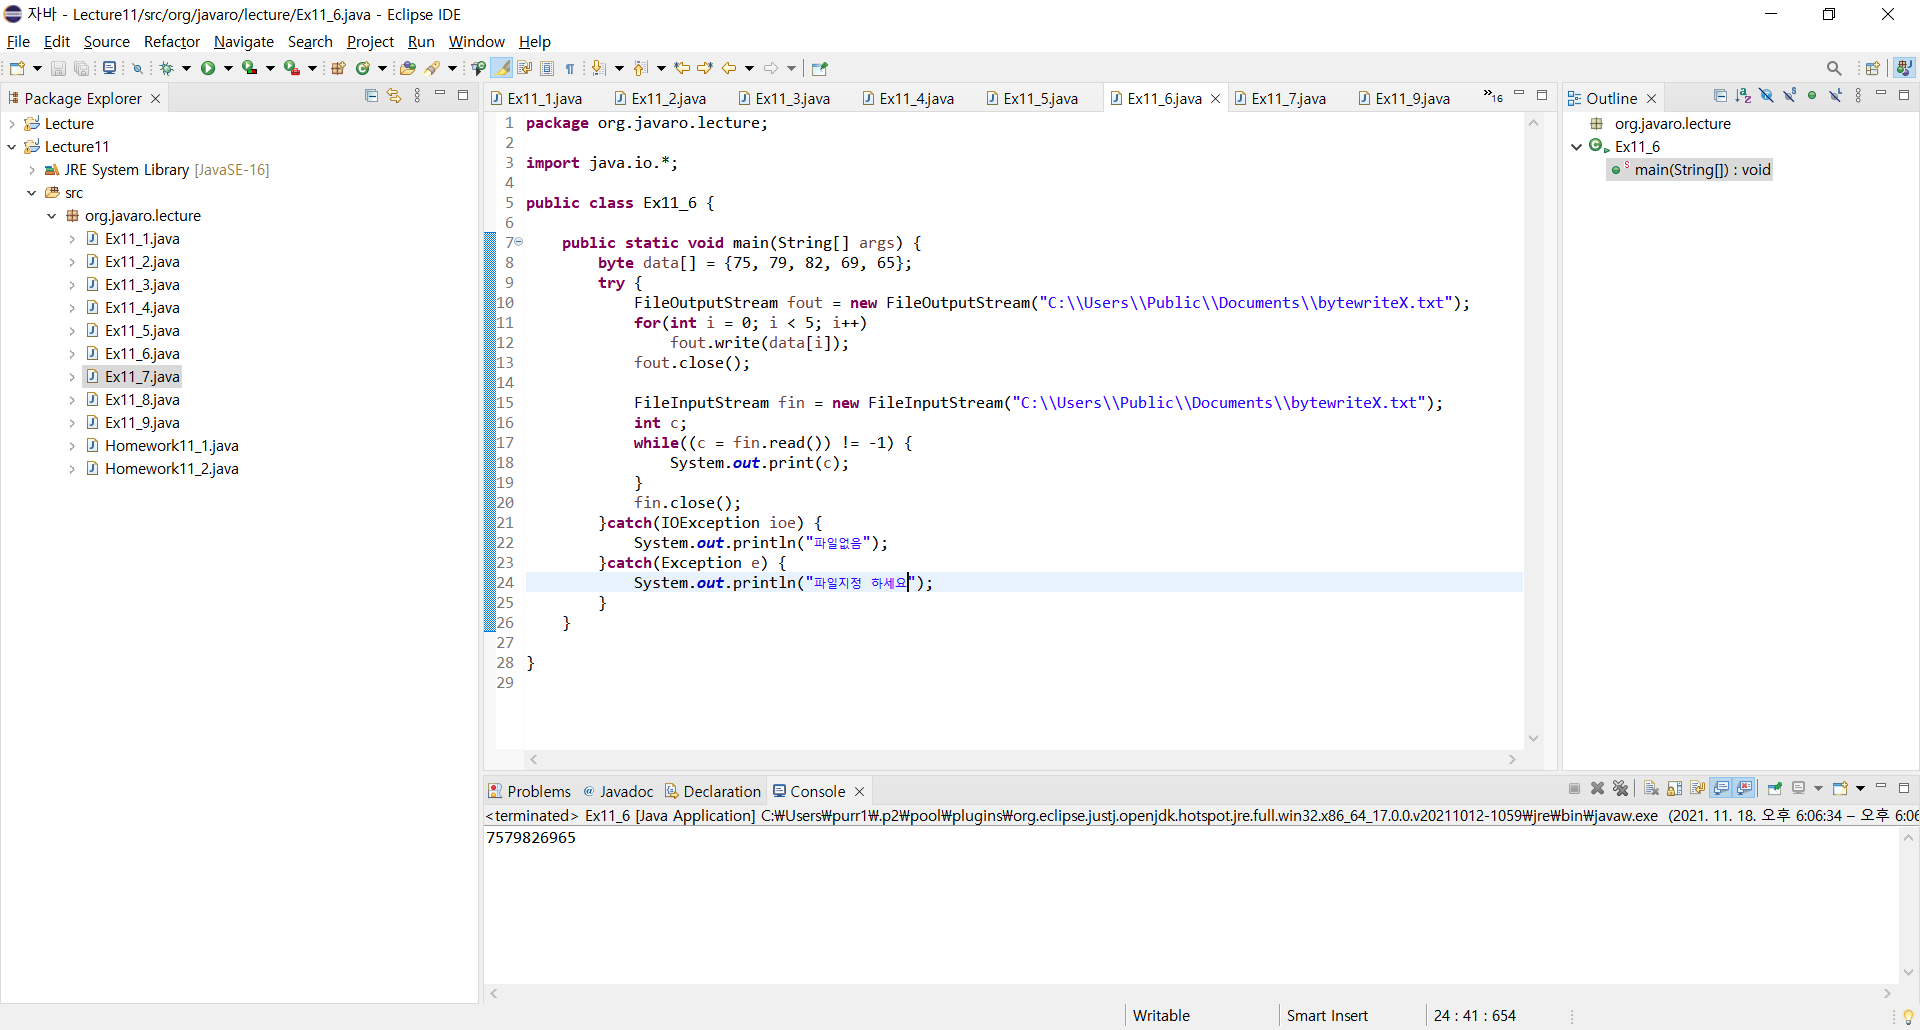 자바 - Lecture11/src/org/javaro/lecture/Ex11_6.java - Eclipse IDE
File Edit Source Refactor Navigate Search Project Run Window Help
Package Explorer
Lecture
Lecture11
JRE System Library [JavaSE-16]
src
org.javaro.lecture
Ex11_1.java
Ex11_2.java
Ex11_3.java
Ex11_4.java
Ex11_5.java
Ex11_6.java
Ex11_7.java
Ex11_8.java
Ex11_9.java
Homework11_1.java
Homework11_2.java
Ex11_1.java Ex11_2.java Ex11_3.java Ex11_4.java Ex11_5.java Ex11_6.java Ex11_7.java Ex11_9.java »16
1 package org.javaro.lecture;
2
3 import java.io.*;
4
5 public class Ex11_6 {
6
7 public static void main(String[] args) {
8 byte data[] = {75, 79, 82, 69, 65};
9 try {
10 FileOutputStream fout = new FileOutputStream("C:\\Users\\Public\\Documents\\bytewriteX.txt");
11 for(int i = 0; i < 5; i++)
12 fout.write(data[i]);
13 fout.close();
14
15 FileInputStream fin = new FileInputStream("C:\\Users\\Public\\Documents\\bytewriteX.txt");
16 int c;
17 while((c = fin.read()) != -1) {
18 System.out.print(c);
19 }
20 fin.close();
21 }catch(IOException ioe) {
22 System.out.println("파일없음");
23 }catch(Exception e) {
24 System.out.println("파일지정 하세요");
25 }
26 }
27
28 }
29
Outline
org.javaro.lecture
Ex11_6
main(String[]) : void
Problems @ Javadoc Declaration Console
<terminated> Ex11_6 [Java Application] C:₩Users₩purr1₩.p2₩pool₩plugins₩org.eclipse.justj.openjdk.hotspot.jre.full.win32.x86_64_17.0.0.v20211012-1059₩jre₩bin₩javaw.exe (2021. 11. 18. 오후 6:06:34 – 오후 6:06
7579826965
Writable Smart Insert 24 : 41 : 654